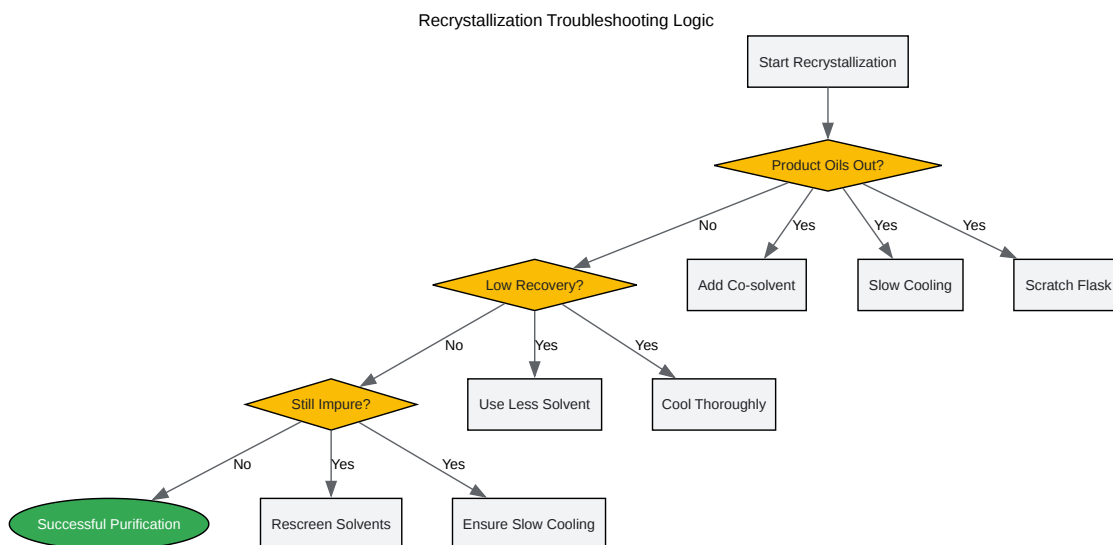 Recrystallization Troubleshooting Logic
Start Recrystallization
Product Oils Out?
No
Yes
Yes
Yes
Low Recovery?
Add Co-solvent
Slow Cooling
Scratch Flask
No
Yes
Yes
Still Impure?
Use Less Solvent
Cool Thoroughly
No
Yes
Yes
Successful Purification
Rescreen Solvents
Ensure Slow Cooling